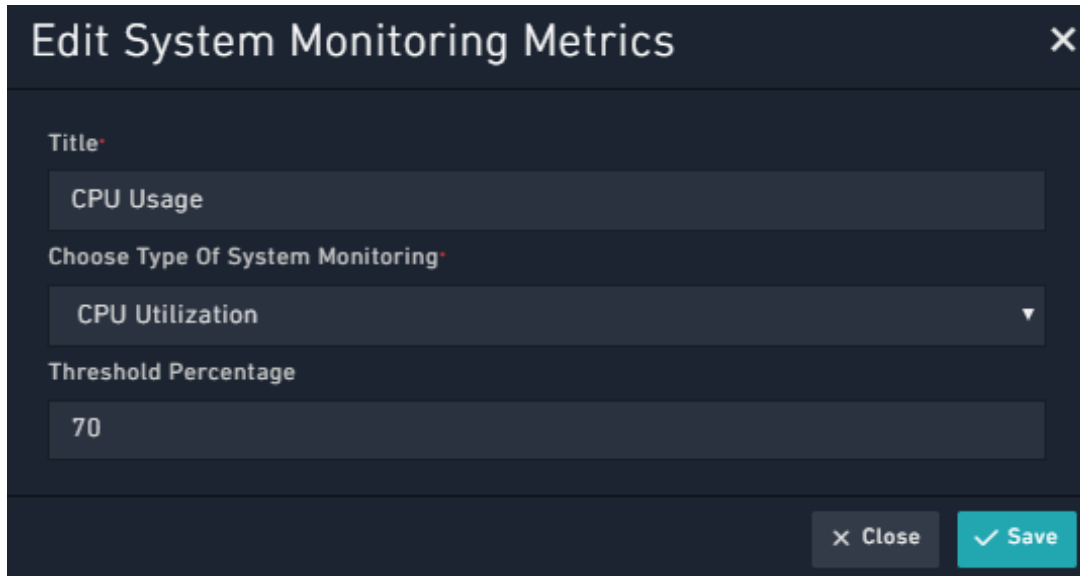 Edit System Monitoring Metrics
Title*
CPU Usage
Choose Type Of System Monitoring*
CPU Utilization
Threshold Percentage
70
Close
Save